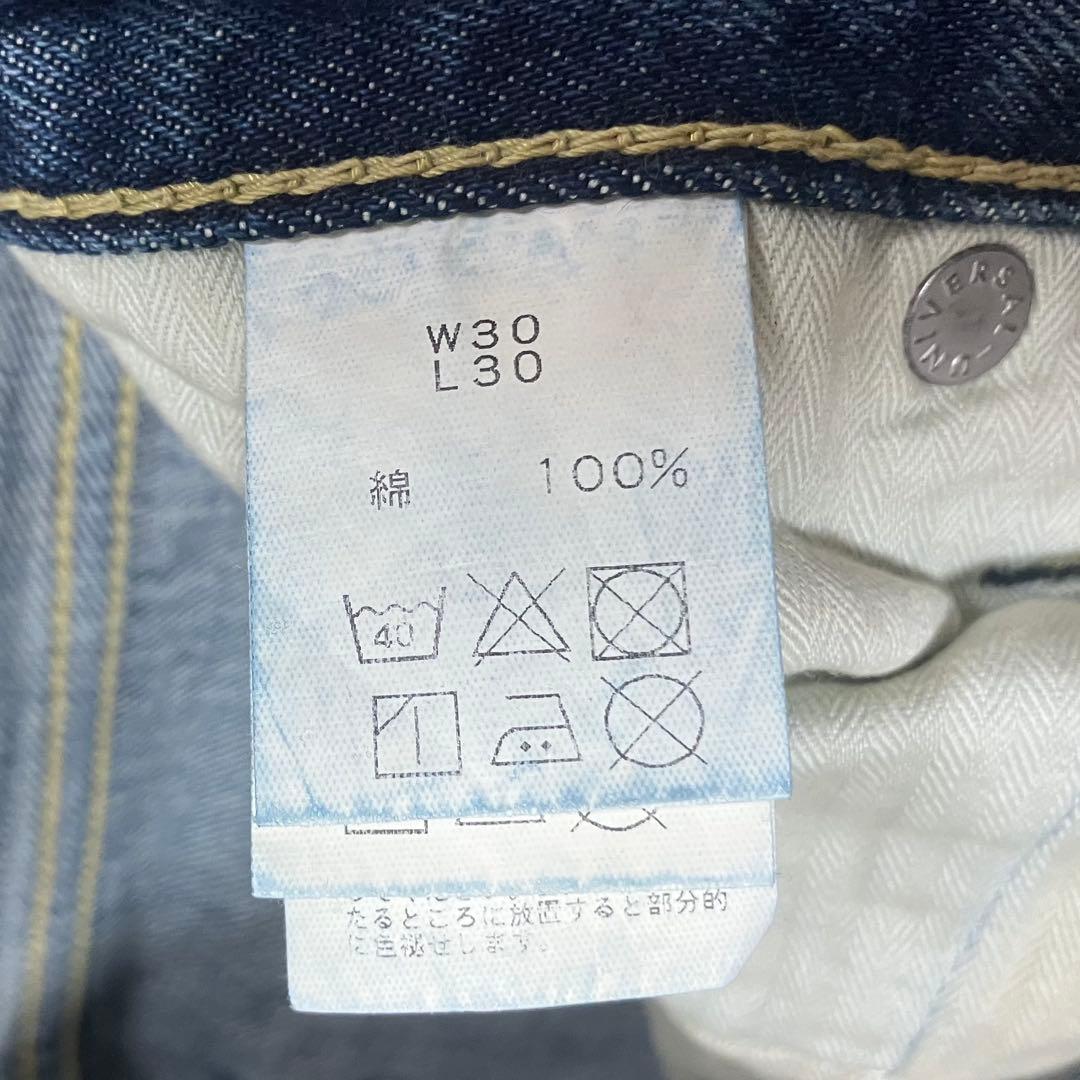 W30
L30
UNIVERSAL
綿 100%
40
たるところに放置すると部分的
に色褪せします。